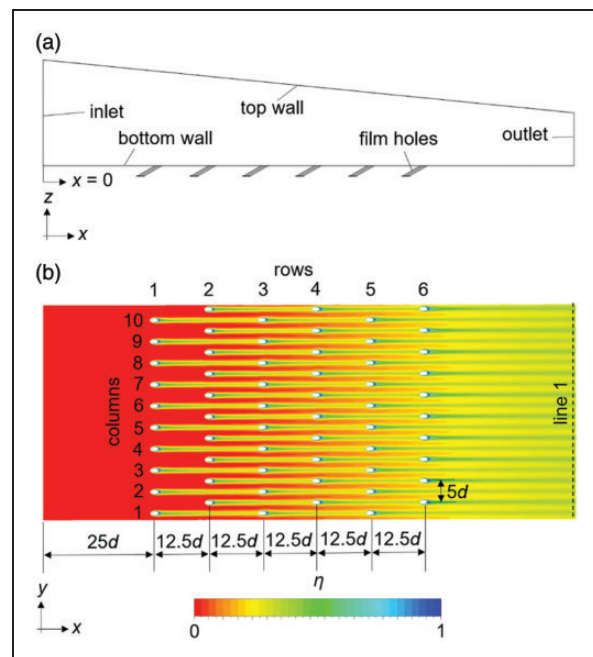 (a)
inlet
top wall
bottom wall
film holes
outlet
x = 0
z
x
(b)
rows
1 2 3 4 5 6
columns
10
9
8
7
6
5
4
3
2
1
5d
line 1
25d 12.5d 12.5d 12.5d 12.5d 12.5d
η
y
x
0 1